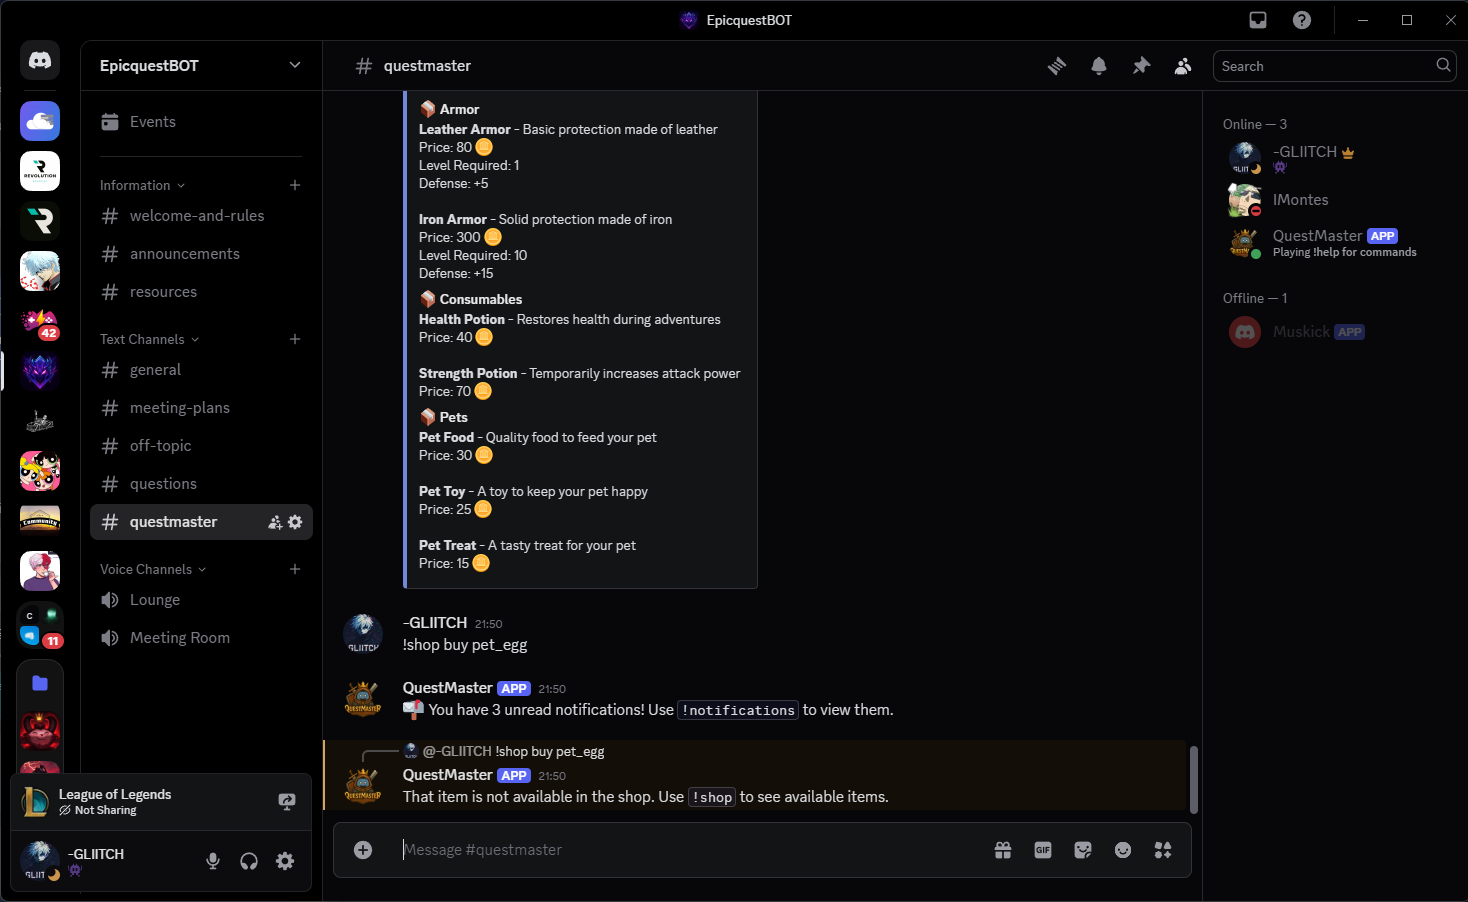 EpicquestBOT
EpicquestBOT
Events
Information
welcome-and-rules
announcements
resources
Text Channels
general
meeting-plans
off-topic
questions
questmaster
Voice Channels
Lounge
Meeting Room
REVOLUTION
42
Community
C
11
League of Legends
Not Sharing
-GLIITCH
questmaster
Search
Armor
Leather Armor - Basic protection made of leather
Price: 80
Level Required: 1
Defense: +5
Iron Armor - Solid protection made of iron
Price: 300
Level Required: 10
Defense: +15
Consumables
Health Potion - Restores health during adventures
Price: 40
Strength Potion - Temporarily increases attack power
Price: 70
Pets
Pet Food - Quality food to feed your pet
Price: 30
Pet Toy - A toy to keep your pet happy
Price: 25
Pet Treat - A tasty treat for your pet
Price: 15
-GLIITCH 21:50
!shop buy pet_egg
GLIITCH
QuestMaster APP 21:50
You have 3 unread notifications! Use !notifications to view them.
QUESTMASTER
@-GLIITCH !shop buy pet_egg
QuestMaster APP 21:50
That item is not available in the shop. Use !shop to see available items.
QUESTMASTER
Message #questmaster
GIF
Online — 3
-GLIITCH
IMontes
QuestMaster APP
Playing !help for commands
Offline — 1
Muskick APP